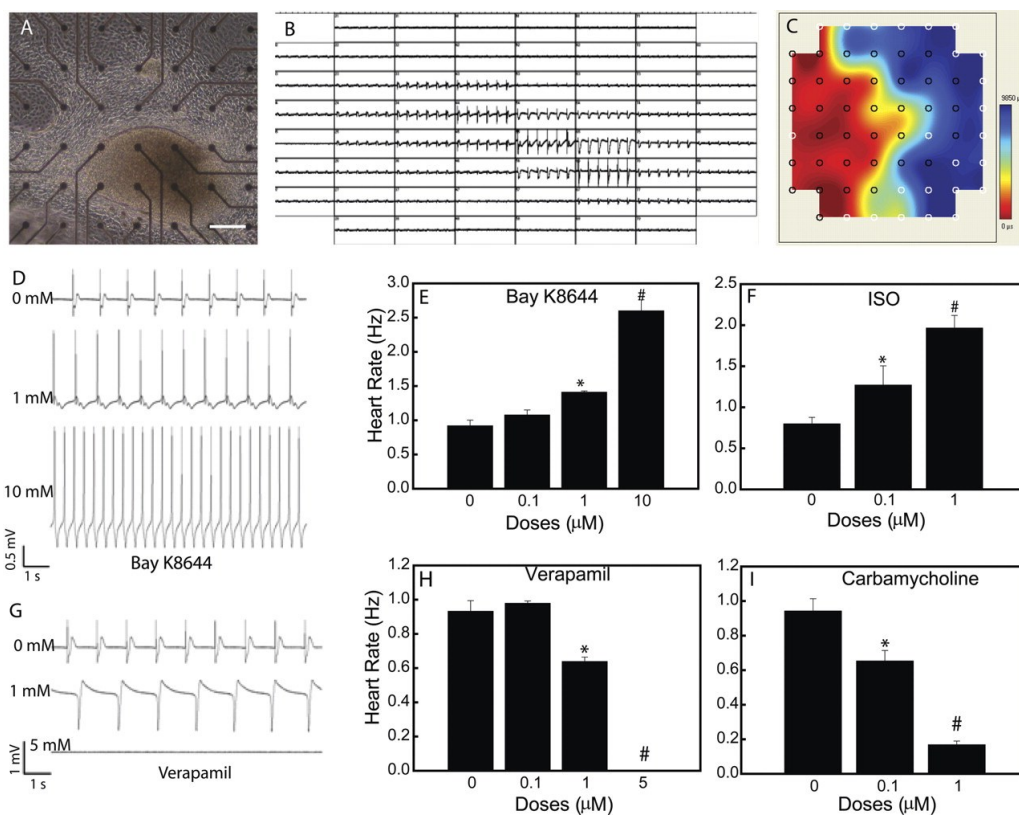 A
B
C
9850 µ
0 µs
D
0 mM
1 mM
10 mM
0.5 mV
1 s
Bay K8644
E
Bay K8644
Heart Rate (Hz)
3.0
2.5
2.0
1.5
1.0
0.5
0.0
*
#
0 0.1 1 10
Doses (µM)
F
ISO
2.5
2.0
1.5
1.0
0.5
0.0
*
#
0 0.1 1
Doses (µM)
G
0 mM
1 mM
5 mM
1 mV
1 s
Verapamil
H
Verapamil
Heart Rate (Hz)
1.2
1.0
0.8
0.6
0.4
0.2
0.0
*
#
0 0.1 1 5
Doses (µM)
I
Carbamycholine
1.2
1.0
0.8
0.6
0.4
0.2
0.0
*
#
0 0.1 1
Doses (µM)